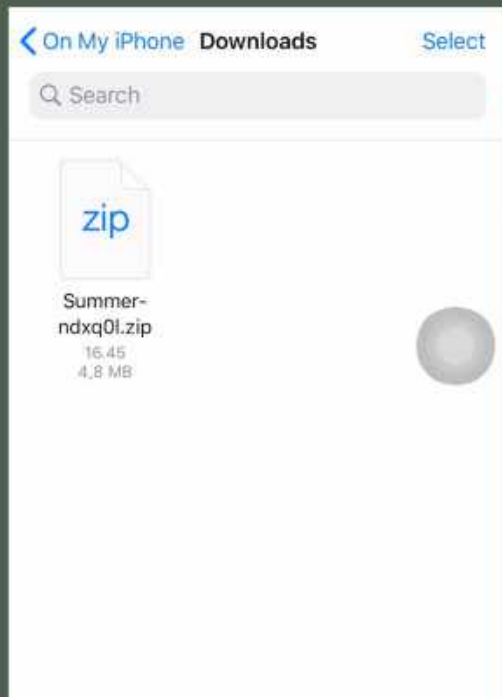 On My iPhone Downloads Select
Search
zip
Summer-
ndxq0l.zip
16.45
4,8 MB